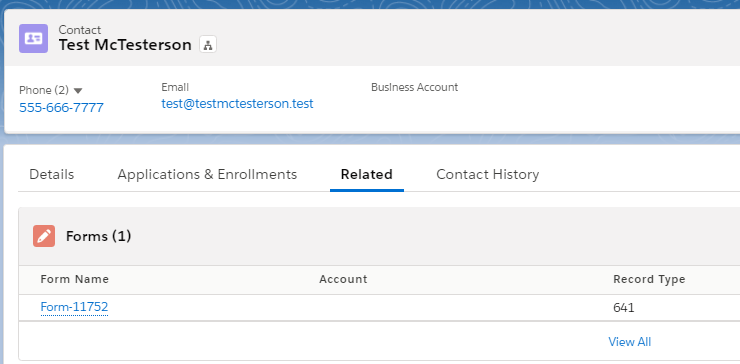 Contact
Test McTesterson
Phone (2)
Email
Business Account
555-666-7777
test@testmctesterson.test
Details
Applications & Enrollments
Related
Contact History
Forms (1)
Form Name
Account
Record Type
Form-11752
641
View All